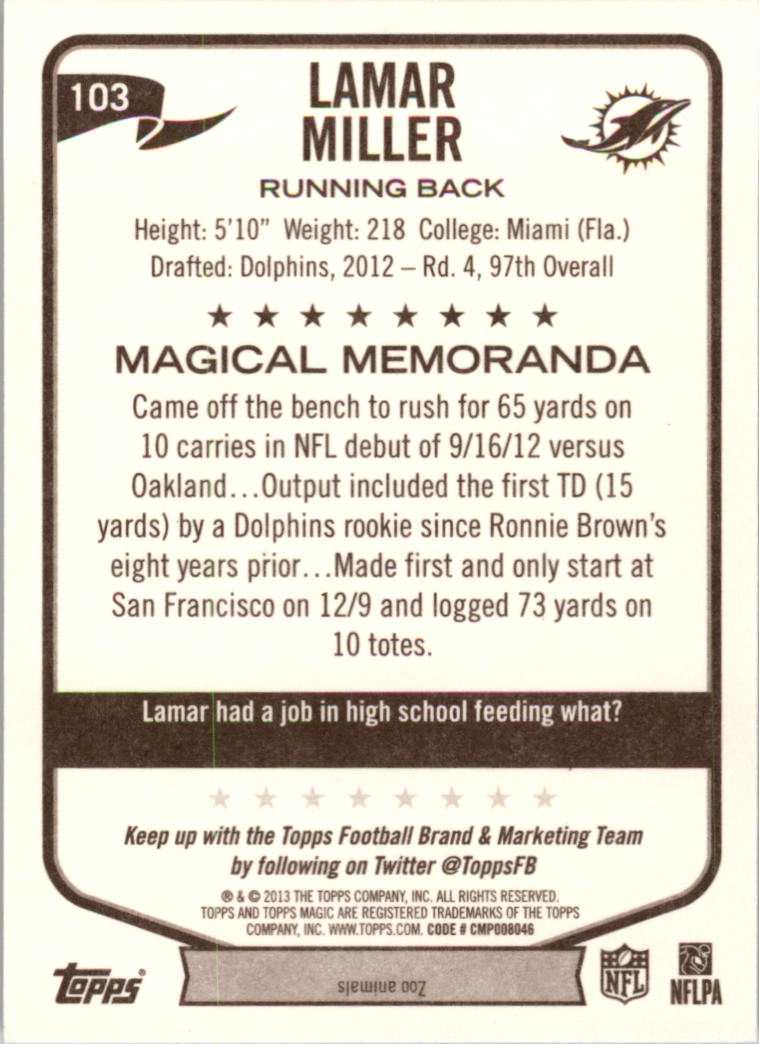 103
LAMAR
MILLER
RUNNING BACK
Height: 5'10" Weight: 218 College: Miami (Fla.)
Drafted: Dolphins, 2012 – Rd. 4, 97th Overall
MAGICAL MEMORANDA
Came off the bench to rush for 65 yards on
10 carries in NFL debut of 9/16/12 versus
Oakland...Output included the first TD (15
yards) by a Dolphins rookie since Ronnie Brown's
eight years prior...Made first and only start at
San Francisco on 12/9 and logged 73 yards on
10 totes.
Lamar had a job in high school feeding what?
Keep up with the Topps Football Brand & Marketing Team
by following on Twitter @ToppsFB
® & © 2013 THE TOPPS COMPANY, INC. ALL RIGHTS RESERVED.
TOPPS AND TOPPS MAGIC ARE REGISTERED TRADEMARKS OF THE TOPPS
COMPANY, INC. WWW.TOPPS.COM. CODE # CMP008046
Topps®
Zoo animals
NFL
NFLPA